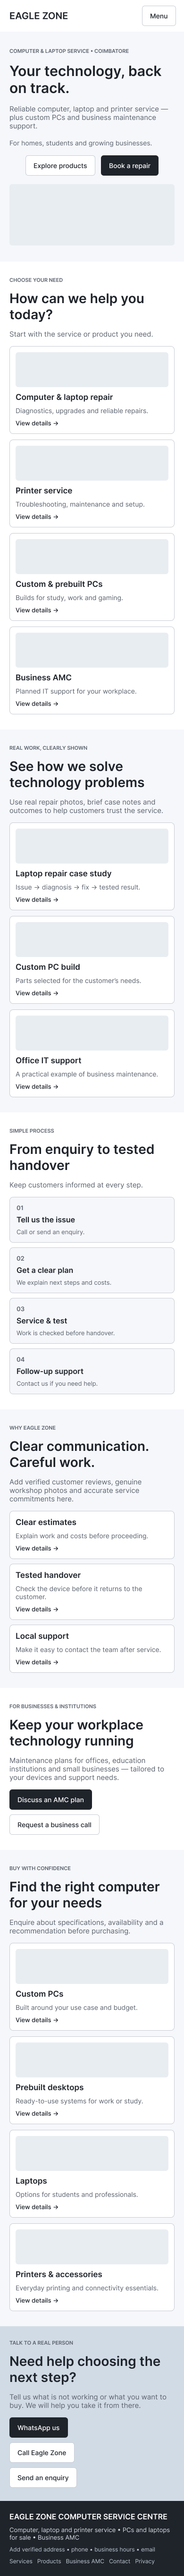 EAGLE ZONE
Menu
COMPUTER & LAPTOP SERVICE • COIMBATORE
Your technology, back
on track.
Reliable computer, laptop and printer service —
plus custom PCs and business maintenance
support.
For homes, students and growing businesses.
Explore products
Book a repair
CHOOSE YOUR NEED
How can we help you
today?
Start with the service or product you need.
Computer & laptop repair
Diagnostics, upgrades and reliable repairs.
View details →
Printer service
Troubleshooting, maintenance and setup.
View details →
Custom & prebuilt PCs
Builds for study, work and gaming.
View details →
Business AMC
Planned IT support for your workplace.
View details →
REAL WORK, CLEARLY SHOWN
See how we solve
technology problems
Use real repair photos, brief case notes and
outcomes to help customers trust the service.
Laptop repair case study
Issue → diagnosis → fix → tested result.
View details →
Custom PC build
Parts selected for the customer's needs.
View details →
Office IT support
A practical example of business maintenance.
View details →
SIMPLE PROCESS
From enquiry to tested
handover
Keep customers informed at every step.
01
Tell us the issue
Call or send an enquiry.
02
Get a clear plan
We explain next steps and costs.
03
Service & test
Work is checked before handover.
04
Follow-up support
Contact us if you need help.
WHY EAGLE ZONE
Clear communication.
Careful work.
Add verified customer reviews, genuine
workshop photos and accurate service
commitments here.
Clear estimates
Explain work and costs before proceeding.
View details →
Tested handover
Check the device before it returns to the
customer.
View details →
Local support
Make it easy to contact the team after service.
View details →
FOR BUSINESSES & INSTITUTIONS
Keep your workplace
technology running
Maintenance plans for offices, education
institutions and small businesses — tailored to
your devices and support needs.
Discuss an AMC plan
Request a business call
BUY WITH CONFIDENCE
Find the right computer
for your needs
Enquire about specifications, availability and a
recommendation before purchasing.
Custom PCs
Built around your use case and budget.
View details →
Prebuilt desktops
Ready-to-use systems for work or study.
View details →
Laptops
Options for students and professionals.
View details →
Printers & accessories
Everyday printing and connectivity essentials.
View details →
TALK TO A REAL PERSON
Need help choosing the
next step?
Tell us what is not working or what you want to
buy. We will help you take it from there.
WhatsApp us
Call Eagle Zone
Send an enquiry
EAGLE ZONE COMPUTER SERVICE CENTRE
Computer, laptop and printer service • PCs and laptops
for sale • Business AMC
Add verified address • phone • business hours • email
Services Products Business AMC Contact Privacy